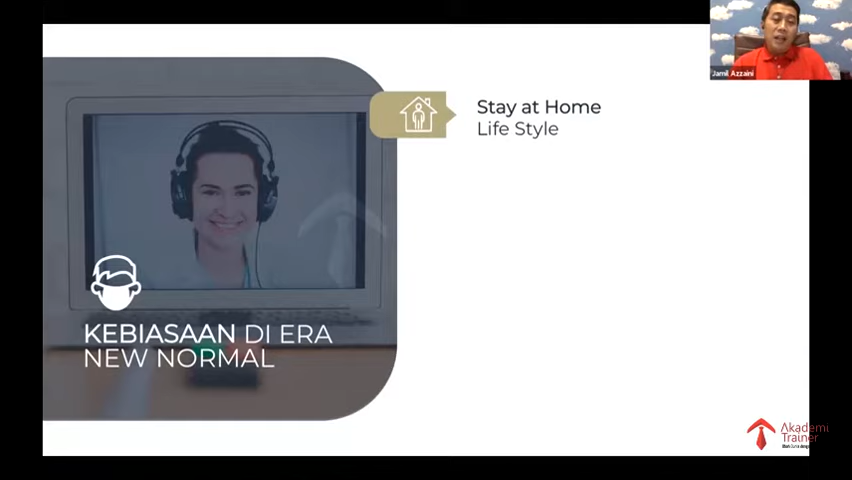 Jamil Azzaini
Stay at Home
Life Style
KEBIASAAN DI ERA
NEW NORMAL
Akademi
Trainer